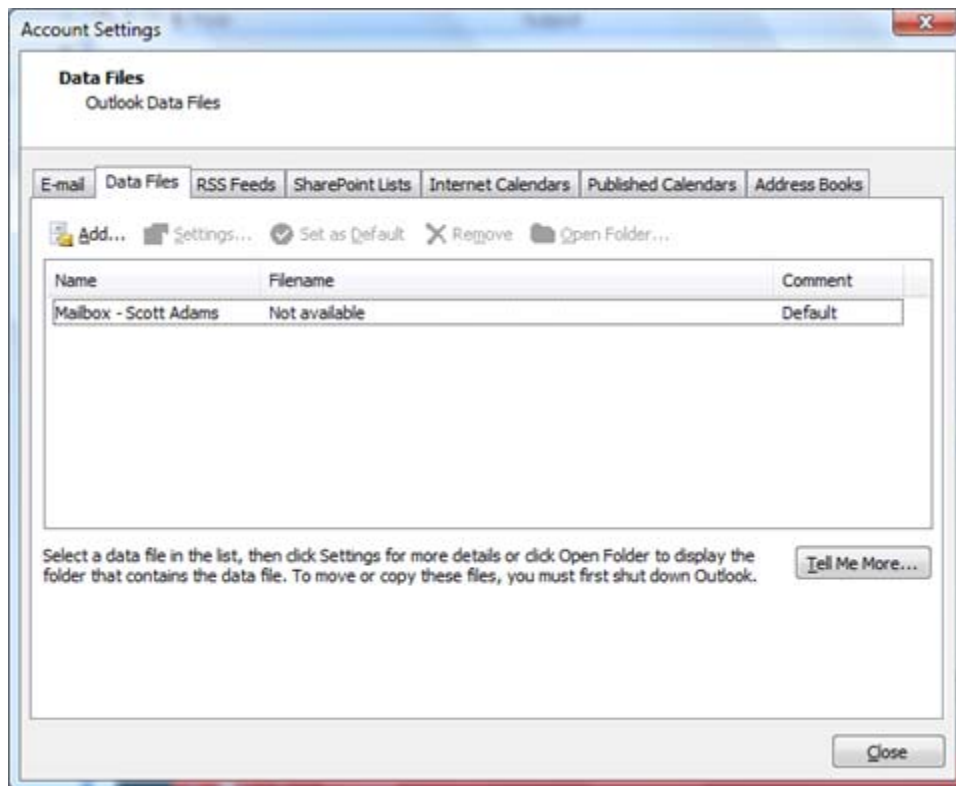 Account Settings
Data Files
Outlook Data Files
E-mail Data Files RSS Feeds SharePoint Lists Internet Calendars Published Calendars Address Books
Add... Settings... Set as Default Remove Open Folder...
Name Filename Comment
Mailbox - Scott Adams Not available Default
Select a data file in the list, then click Settings for more details or click Open Folder to display the
folder that contains the data file. To move or copy these files, you must first shut down Outlook.
Tell Me More...
Close